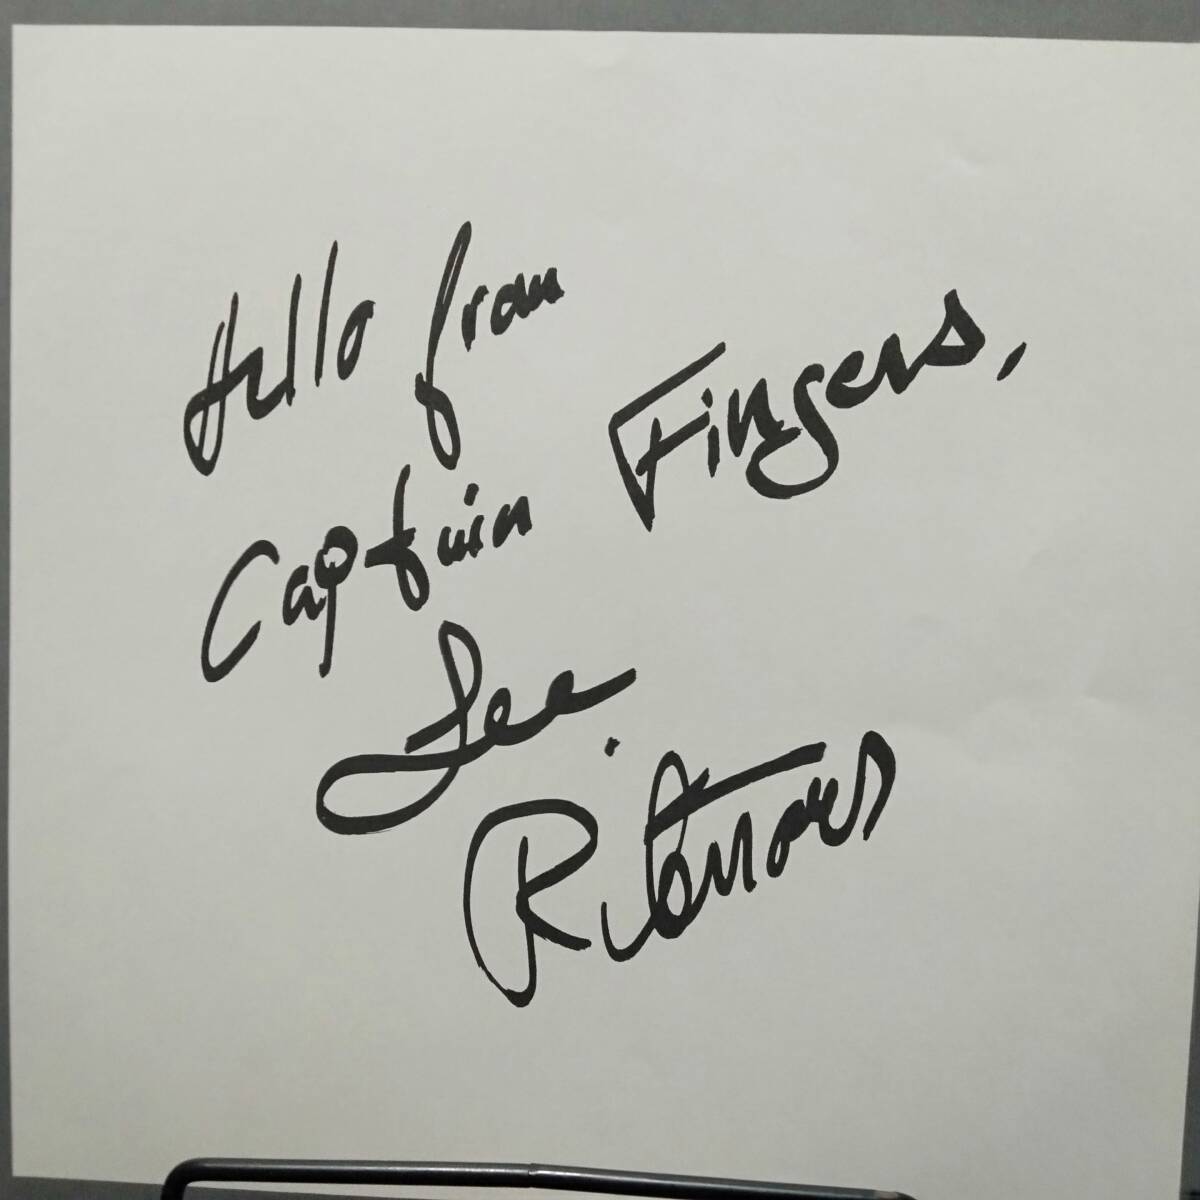 Hello from
Captain Fingers,
Lee
Ritenour